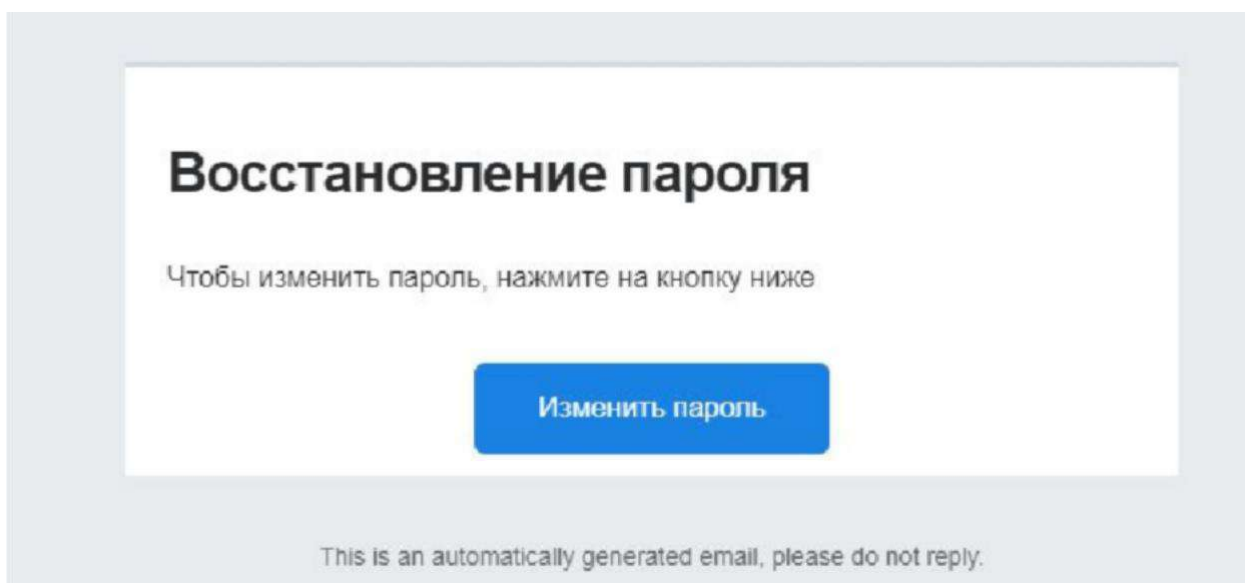 Восстановление пароля
Чтобы изменить пароль, нажмите на кнопку ниже
Изменить пароль
This is an automatically generated email, please do not reply.